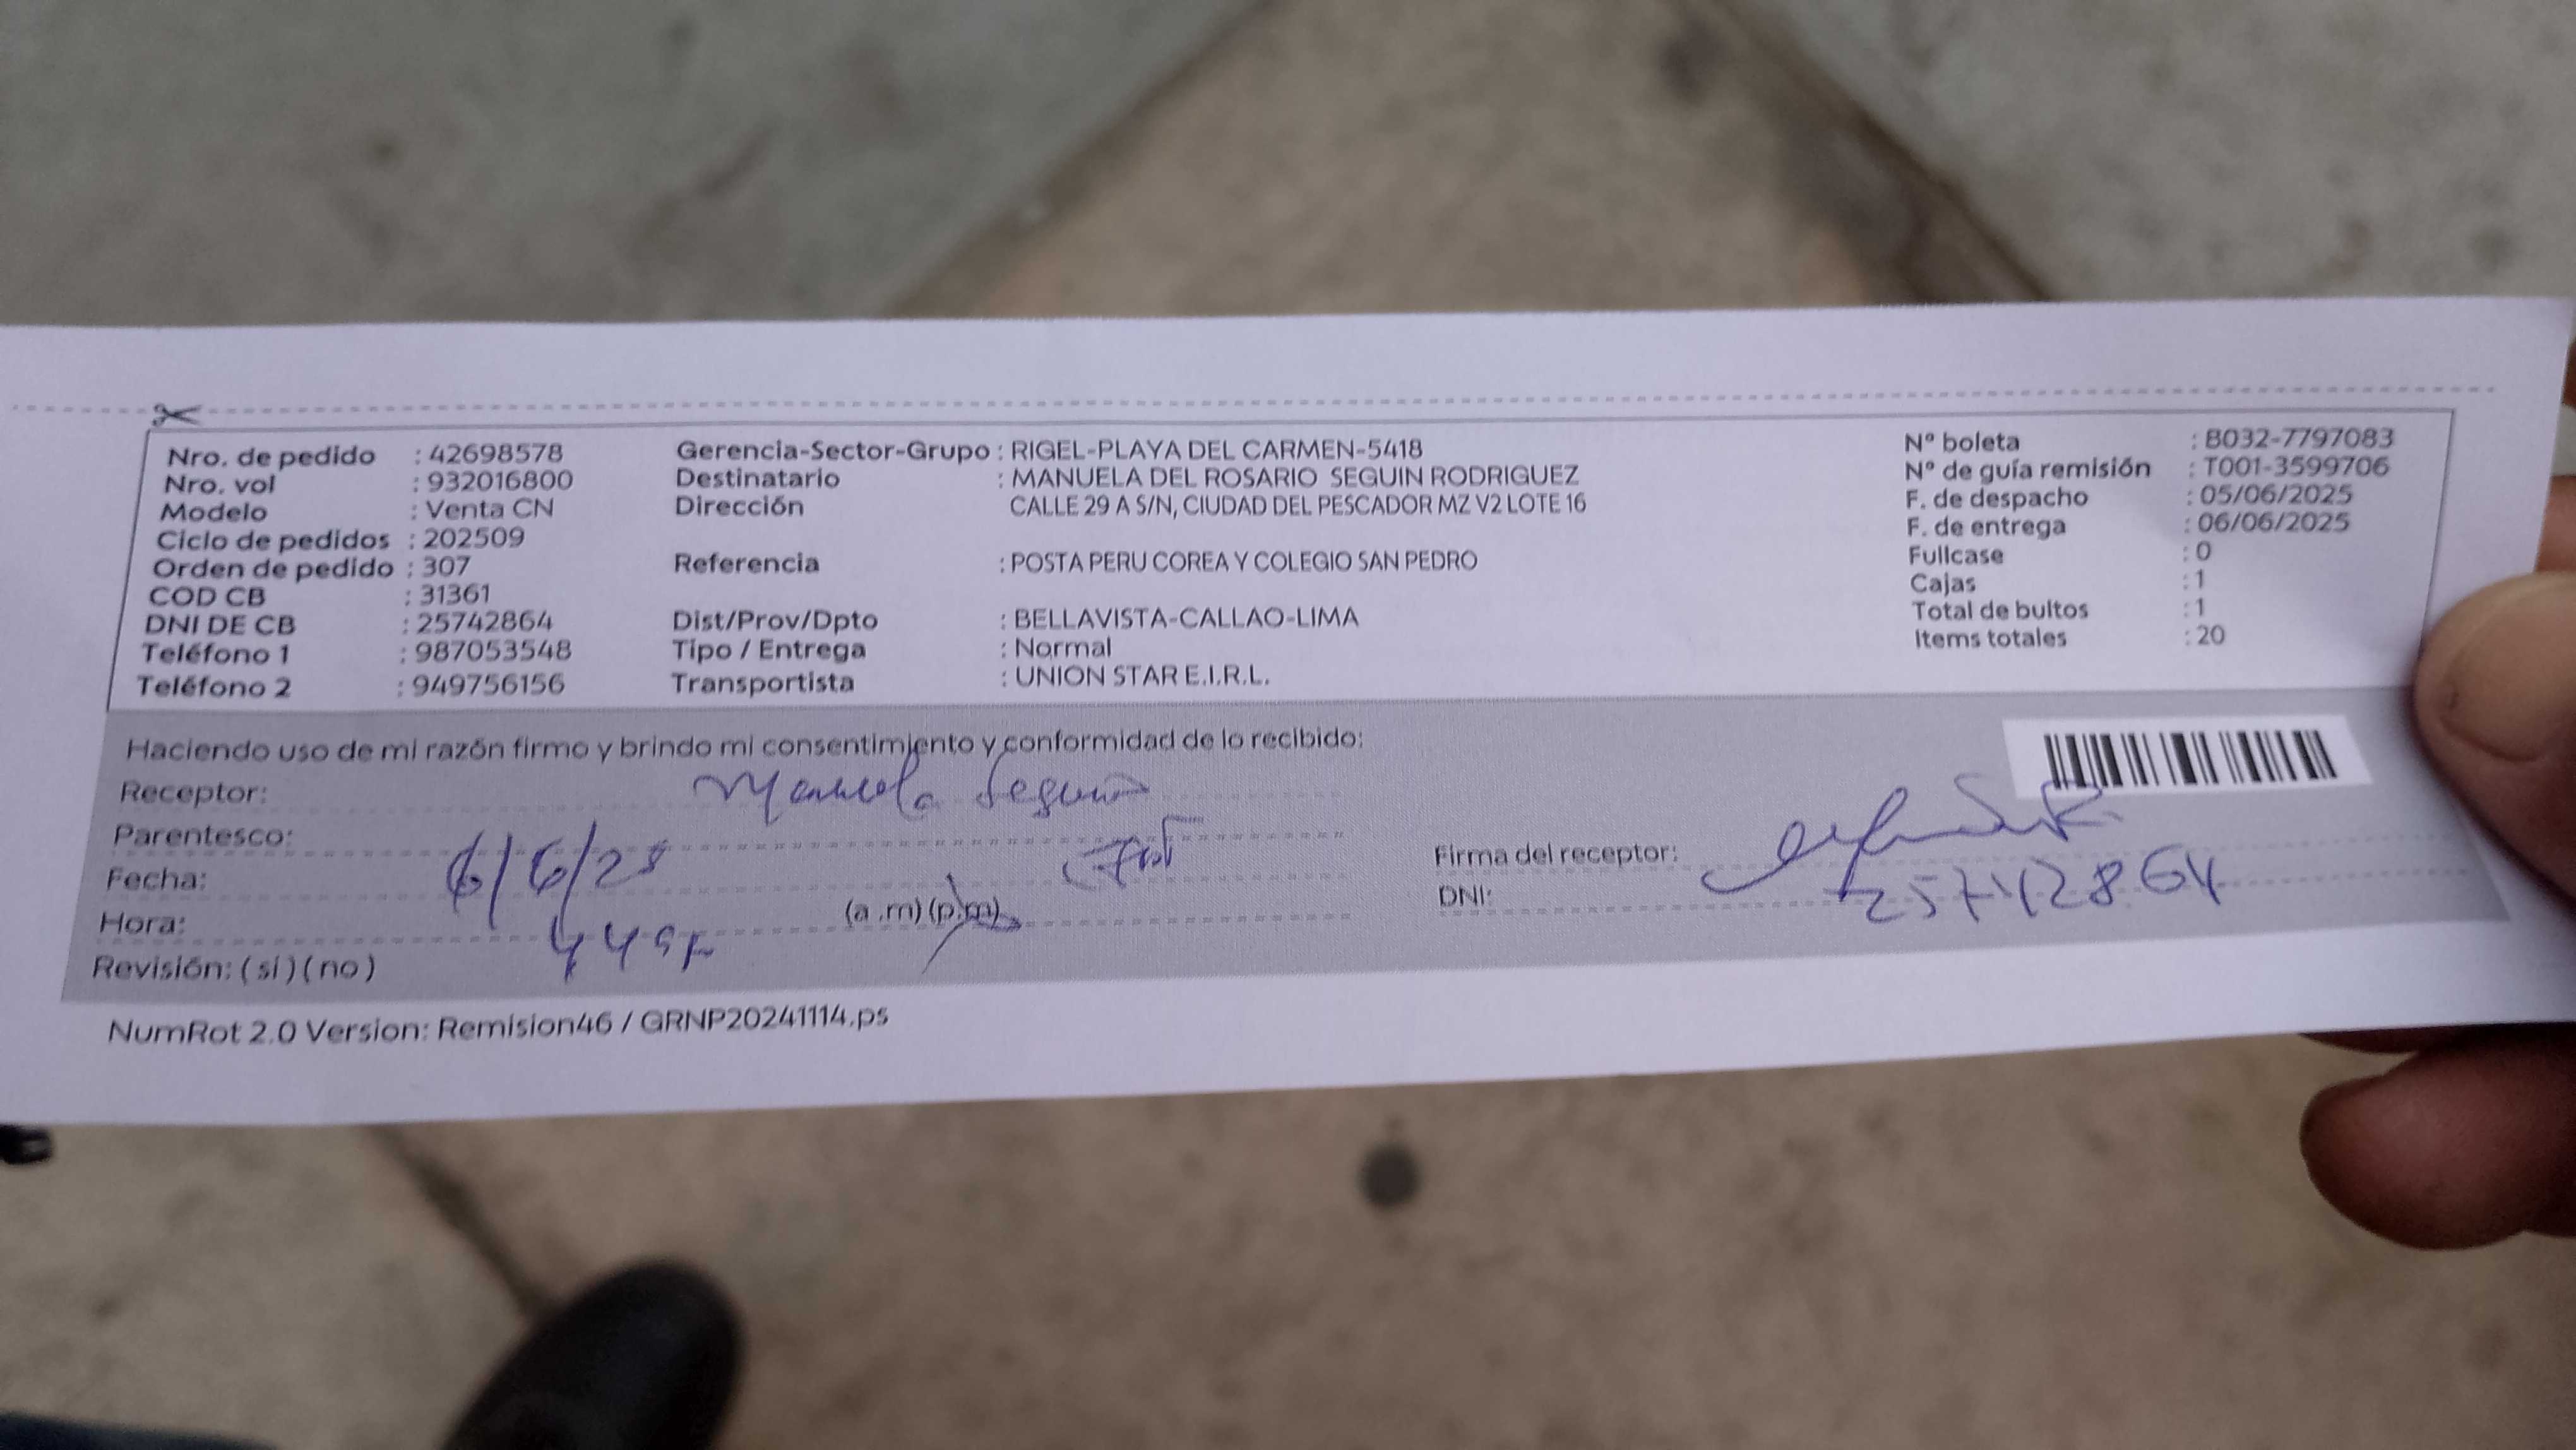 Nro. de pedido : 42698578
Nro. vol : 932016800
Modelo : Venta CN
Ciclo de pedidos : 202509
Orden de pedido : 307
COD CB : 31361
DNI DE CB : 25742864
Teléfono 1 : 987053548
Teléfono 2 : 949756156
Gerencia-Sector-Grupo : RIGEL-PLAYA DEL CARMEN-5418
Destinatario : MANUELA DEL ROSARIO SEGUIN RODRIGUEZ
Dirección CALLE 29 A S/N, CIUDAD DEL PESCADOR MZ V2 LOTE 16
Referencia : POSTA PERU COREA Y COLEGIO SAN PEDRO
Dist/Prov/Dpto : BELLAVISTA-CALLAO-LIMA
Tipo / Entrega : Normal
Transportista : UNION STAR E.I.R.L.
Nº boleta : B032-7797083
Nº de guía remisión : T001-3599706
F. de despacho : 05/06/2025
F. de entrega : 06/06/2025
Fullcase : 0
Cajas : 1
Total de bultos : 1
Items totales : 20
Haciendo uso de mi razón firmo y brindo mi consentimiento y conformidad de lo recibido:
Receptor: Manuela Seguin
Parentesco:
Fecha: 6/6/25
Hora: (a .m) (p.m)
Revisión: ( si ) ( no )
Firma del receptor:
DNI: 25742864
NumRot 2.0 Version: Remision46 / GRNP20241114.ps